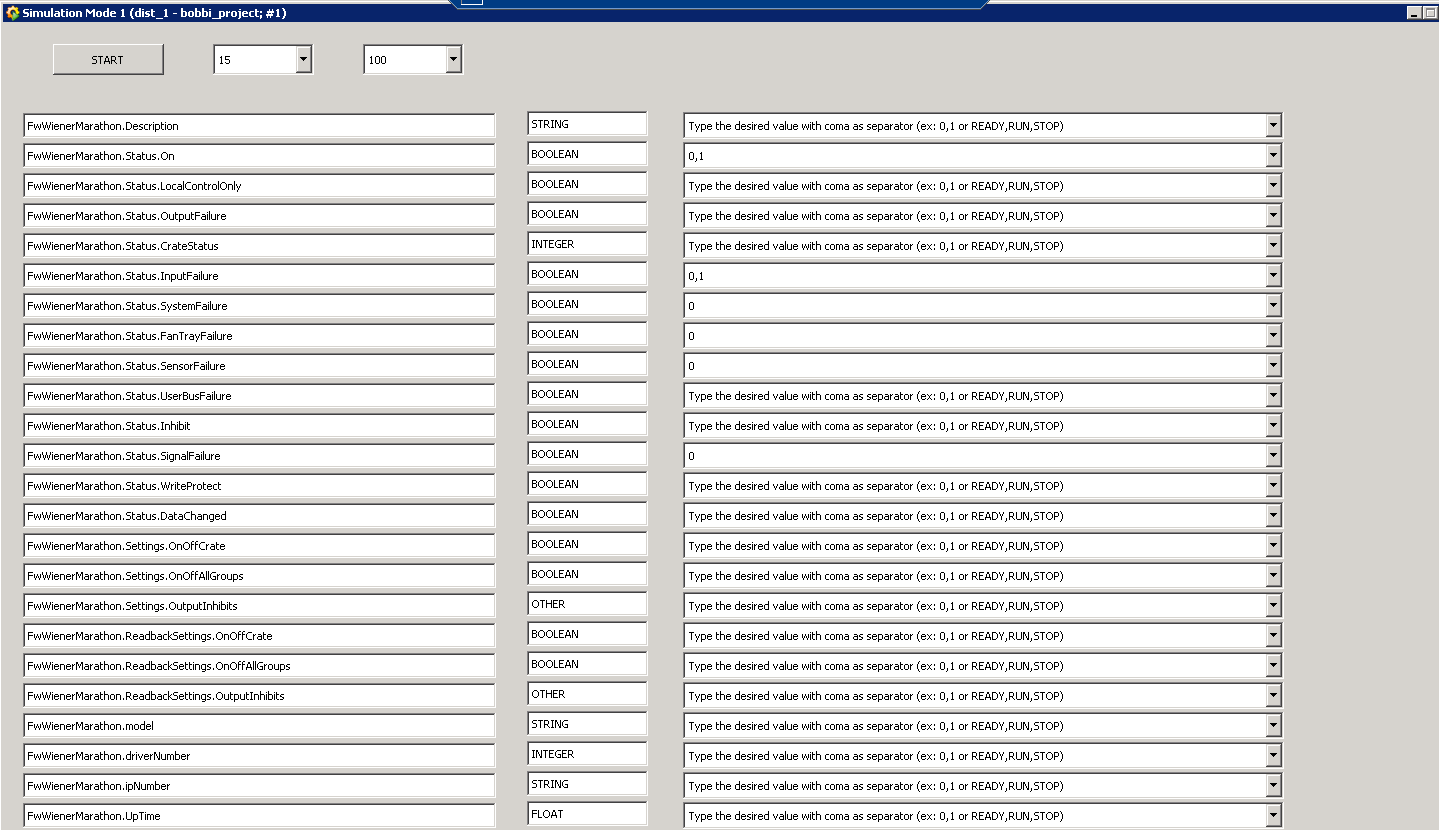 Simulation Mode 1 (dist_1 - bobbi_project; #1)
START 15 100
FwWienerMarathon.Description STRING Type the desired value with coma as separator (ex: 0,1 or READY,RUN,STOP)
FwWienerMarathon.Status.On BOOLEAN 0,1
FwWienerMarathon.Status.LocalControlOnly BOOLEAN Type the desired value with coma as separator (ex: 0,1 or READY,RUN,STOP)
FwWienerMarathon.Status.OutputFailure BOOLEAN Type the desired value with coma as separator (ex: 0,1 or READY,RUN,STOP)
FwWienerMarathon.Status.CrateStatus INTEGER Type the desired value with coma as separator (ex: 0,1 or READY,RUN,STOP)
FwWienerMarathon.Status.InputFailure BOOLEAN 0,1
FwWienerMarathon.Status.SystemFailure BOOLEAN 0
FwWienerMarathon.Status.FanTrayFailure BOOLEAN 0
FwWienerMarathon.Status.SensorFailure BOOLEAN 0
FwWienerMarathon.Status.UserBusFailure BOOLEAN Type the desired value with coma as separator (ex: 0,1 or READY,RUN,STOP)
FwWienerMarathon.Status.Inhibit BOOLEAN Type the desired value with coma as separator (ex: 0,1 or READY,RUN,STOP)
FwWienerMarathon.Status.SignalFailure BOOLEAN 0
FwWienerMarathon.Status.WriteProtect BOOLEAN Type the desired value with coma as separator (ex: 0,1 or READY,RUN,STOP)
FwWienerMarathon.Status.DataChanged BOOLEAN Type the desired value with coma as separator (ex: 0,1 or READY,RUN,STOP)
FwWienerMarathon.Settings.OnOffCrate BOOLEAN Type the desired value with coma as separator (ex: 0,1 or READY,RUN,STOP)
FwWienerMarathon.Settings.OnOffAllGroups BOOLEAN Type the desired value with coma as separator (ex: 0,1 or READY,RUN,STOP)
FwWienerMarathon.Settings.OutputInhibits OTHER Type the desired value with coma as separator (ex: 0,1 or READY,RUN,STOP)
FwWienerMarathon.ReadbackSettings.OnOffCrate BOOLEAN Type the desired value with coma as separator (ex: 0,1 or READY,RUN,STOP)
FwWienerMarathon.ReadbackSettings.OnOffAllGroups BOOLEAN Type the desired value with coma as separator (ex: 0,1 or READY,RUN,STOP)
FwWienerMarathon.ReadbackSettings.OutputInhibits OTHER Type the desired value with coma as separator (ex: 0,1 or READY,RUN,STOP)
FwWienerMarathon.model STRING Type the desired value with coma as separator (ex: 0,1 or READY,RUN,STOP)
FwWienerMarathon.driverNumber INTEGER Type the desired value with coma as separator (ex: 0,1 or READY,RUN,STOP)
FwWienerMarathon.ipNumber STRING Type the desired value with coma as separator (ex: 0,1 or READY,RUN,STOP)
FwWienerMarathon.UpTime FLOAT Type the desired value with coma as separator (ex: 0,1 or READY,RUN,STOP)